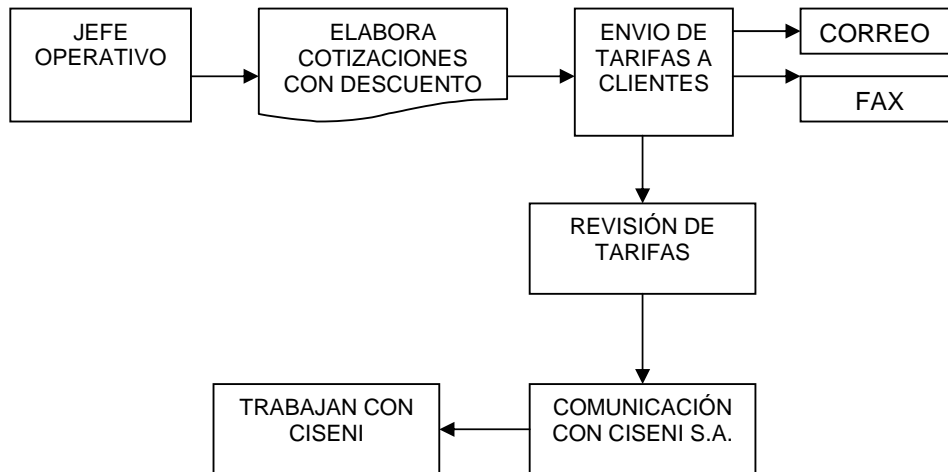 JEFE
OPERATIVO
ELABORA
COTIZACIONES
CON DESCUENTO
ENVIO DE
TARIFAS A
CLIENTES
CORREO
FAX
REVISIÓN DE
TARIFAS
TRABAJAN CON
CISENI
COMUNICACIÓN
CON CISENI S.A.